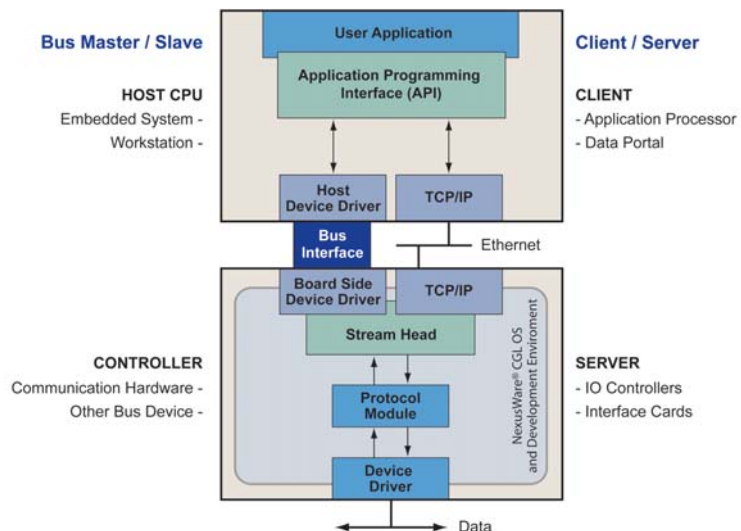 Bus Master / Slave
User Application
Client / Server
Application Programming
Interface (API)
HOST CPU
Embedded System -
Workstation -
CLIENT
- Application Processor
- Data Portal
Host
Device Driver
TCP/IP
Bus
Interface
Ethernet
Board Side
Device Driver
TCP/IP
Stream Head
CONTROLLER
Communication Hardware -
Other Bus Device -
Protocol
Module
SERVER
- IO Controllers
- Interface Cards
NexusWare® CGL OS
and Development Enviroment
Device
Driver
Data